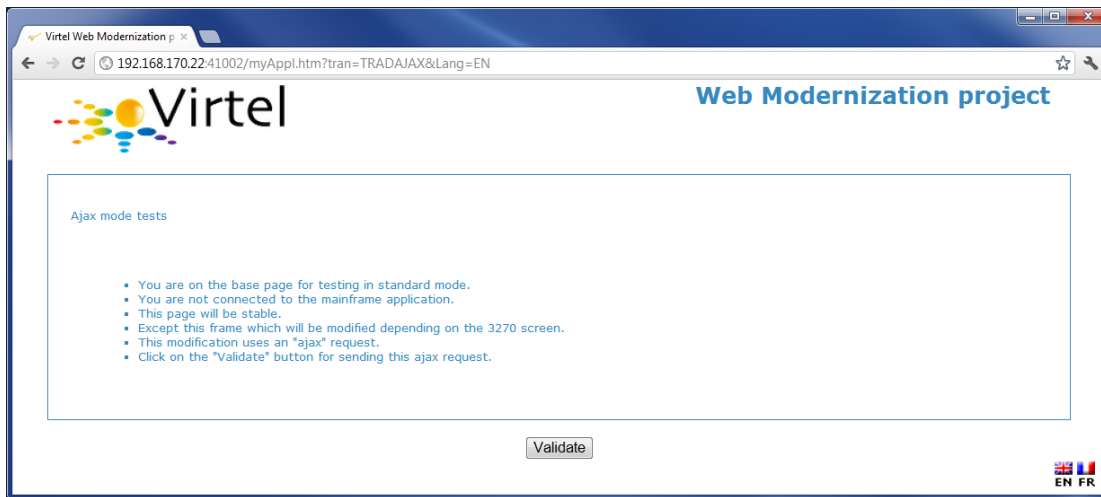 Virtel Web Modernization p
192.168.170.22:41002/myAppl.htm?tran=TRADAJAX&Lang=EN
Virtel
Web Modernization project
Ajax mode tests
You are on the base page for testing in standard mode.
You are not connected to the mainframe application.
This page will be stable.
Except this frame which will be modified depending on the 3270 screen.
This modification uses an "ajax" request.
Click on the "Validate" button for sending this ajax request.
Validate
EN FR